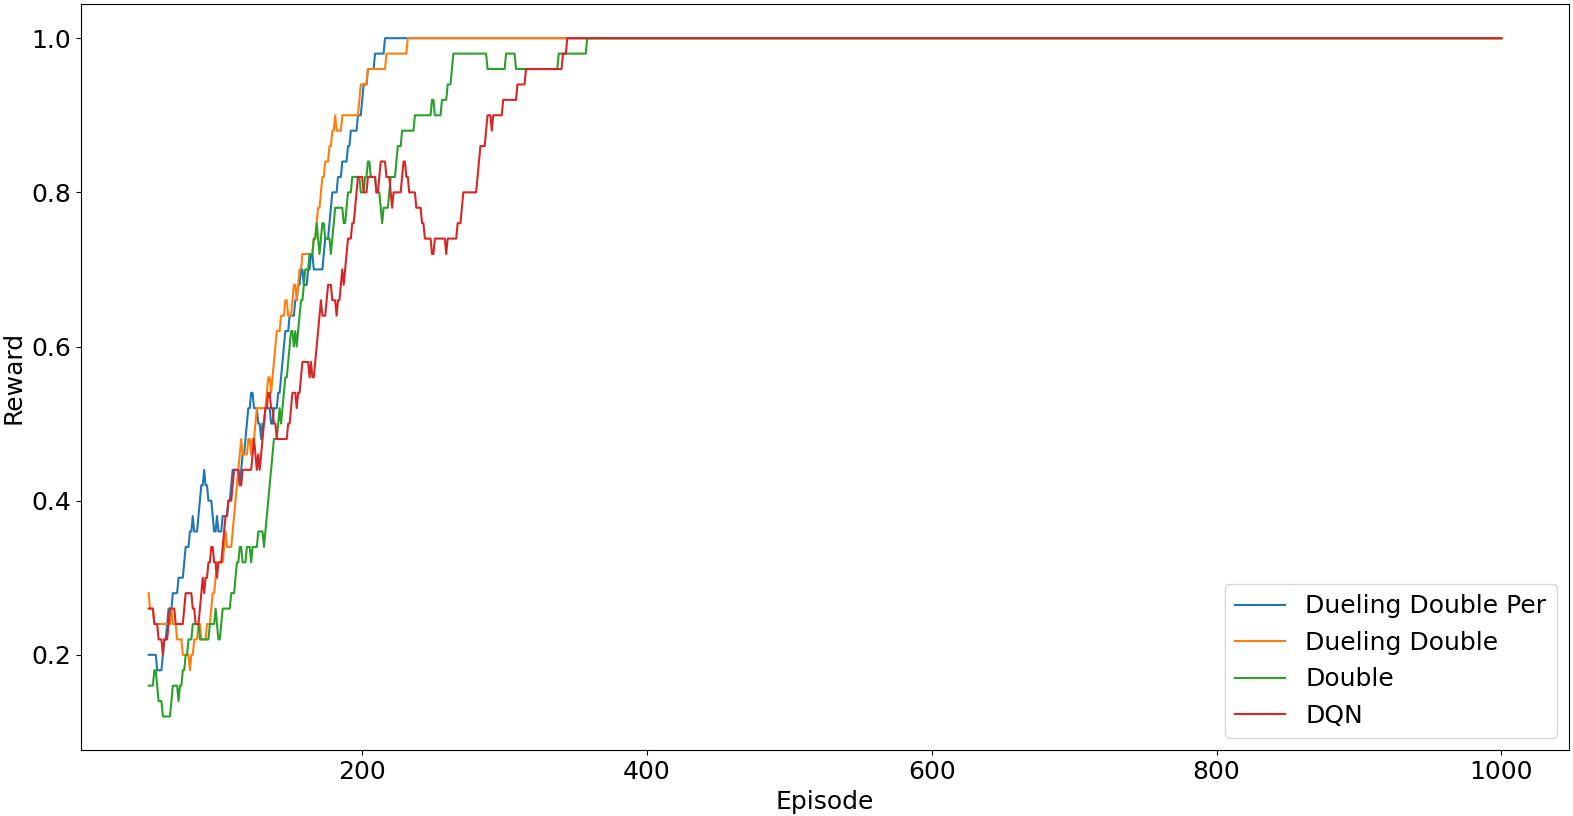 1.0
0.8
0.6
0.4
0.2
Reward
200 400 600 800 1000
Episode
Dueling Double Per
Dueling Double
Double
DQN